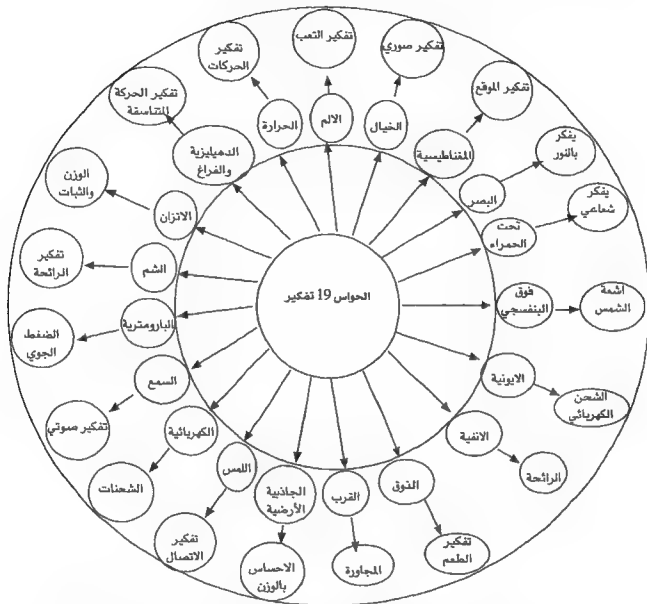 الحواس 19 تفكير
الالم
تفكير التعب
الخيال
تفكير صوري
المغناطيسية
تفكير الموقع
البصر
يفكر
بالنور
تحت
الحمراء
يفكر
شعاعي
فوق
البنفسجي
اشعة
الشمس
الايونية
الشحن
الكهربائي
الانفية
الرائحة
الذوق
تفكير
الطعم
القرب
المجاورة
الجاذبية
الأرضية
الاحساس
بالوزن
اللمس
تفكير
الاتصال
الكهربائية
الشحنات
السمع
تفكير صوتي
البارومترية
الضغط
الجوي
الشم
تفكير
الرائحة
الاتزان
الوزن
والثبات
الدهيليزية
والفراغ
تفكير الحركة
المتناسقة
الحرارة
تفكير
الحركات